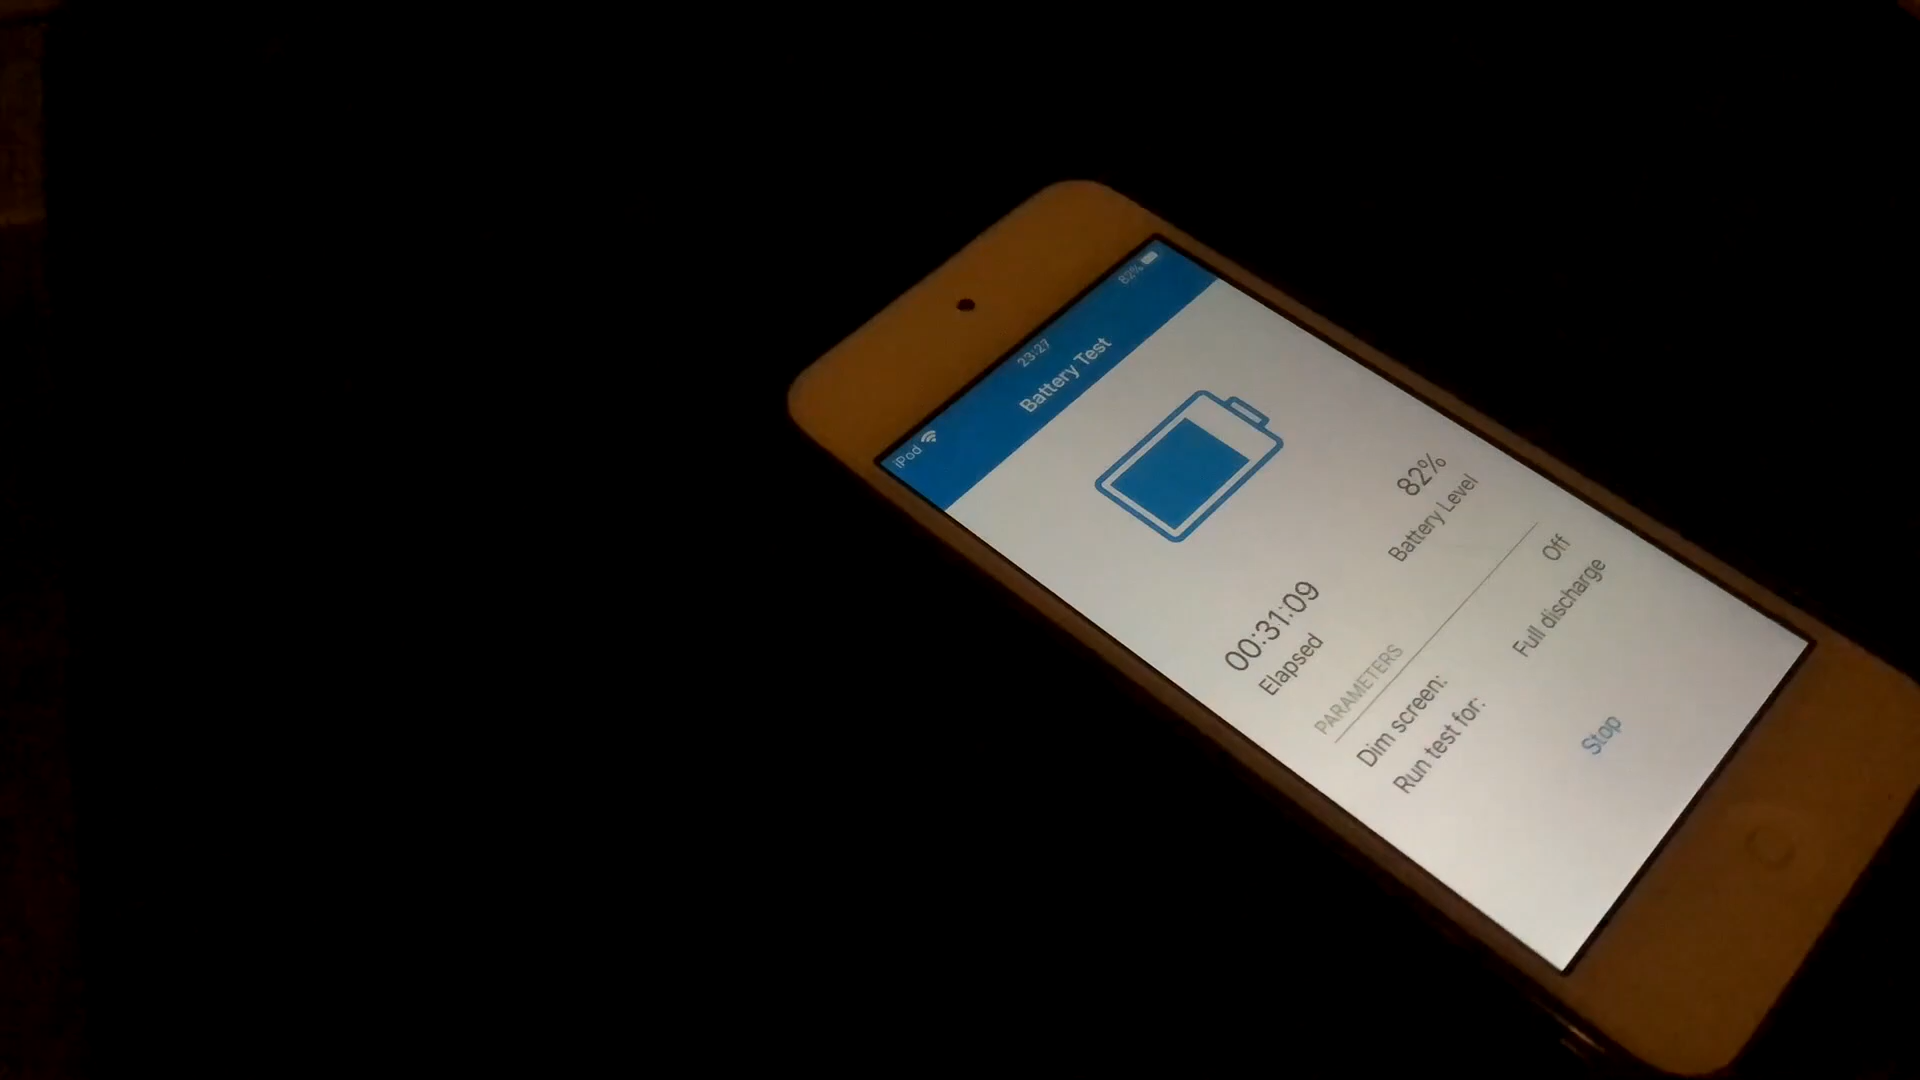 iPod 23:27 82%
Battery Test
00:31:09 82%
Elapsed Battery Level
PARAMETERS
Dim screen: Off
Run test for: Full discharge
Stop